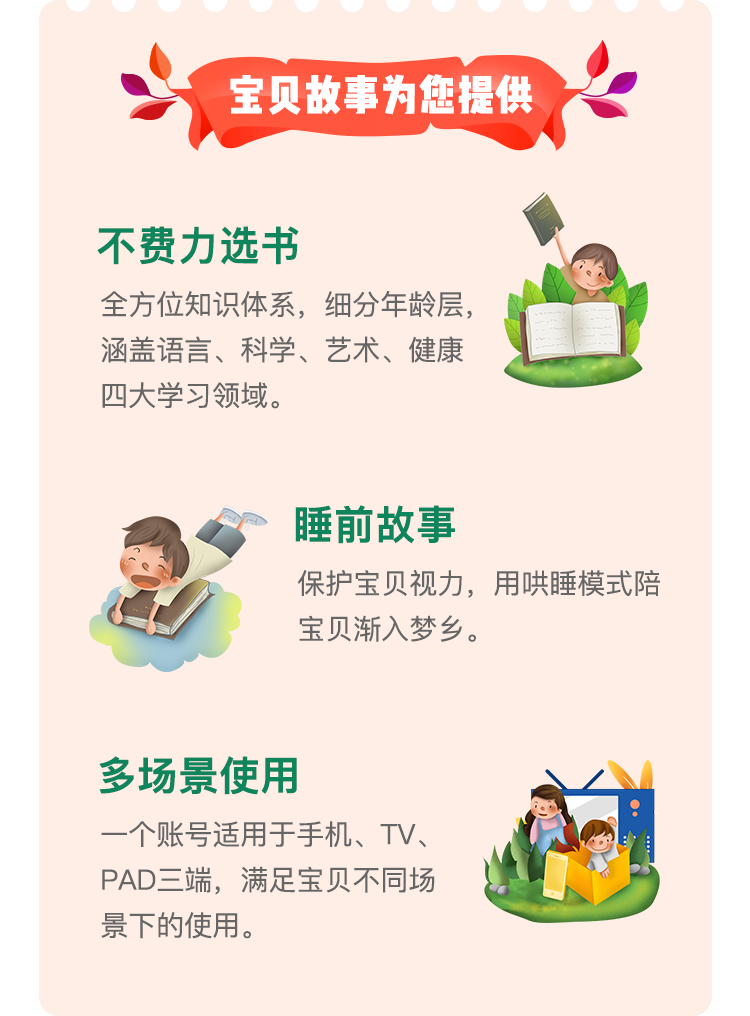 宝贝故事为您提供
不费力选书
全方位知识体系，细分年龄层，
涵盖语言、科学、艺术、健康
四大学习领域。
睡前故事
保护宝贝视力，用哄睡模式陪
宝贝渐入梦乡。
多场景使用
一个账号适用于手机、TV、
PAD三端，满足宝贝不同场
景下的使用。